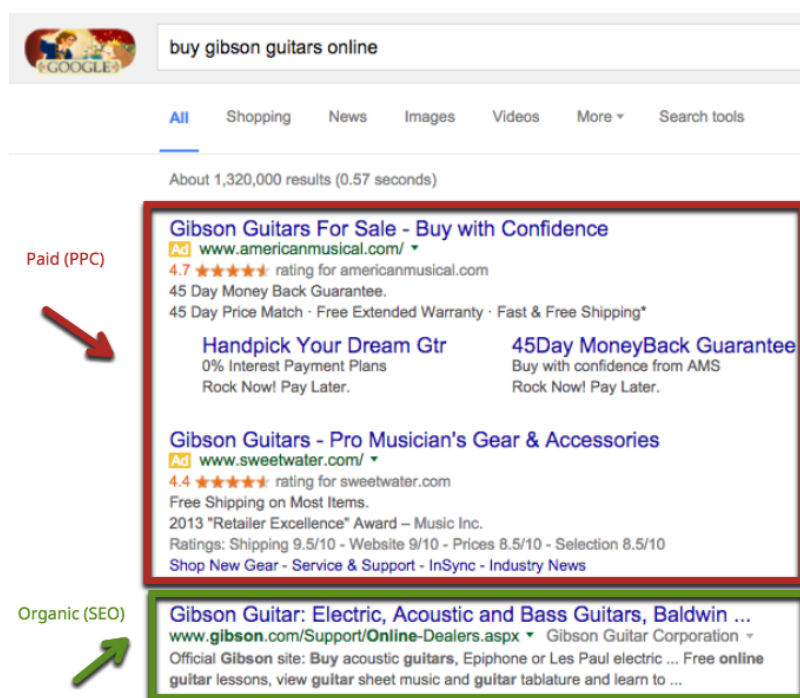 GOOGLE
buy gibson guitars online
All Shopping News Images Videos More Search tools
About 1,320,000 results (0.57 seconds)
Paid (PPC)
Gibson Guitars For Sale - Buy with Confidence
Ad www.americanmusical.com/
4.7 ★★★★★ rating for americanmusical.com
45 Day Money Back Guarantee.
45 Day Price Match · Free Extended Warranty · Fast & Free Shipping*
Handpick Your Dream Gtr 45Day MoneyBack Guarantee
0% Interest Payment Plans Buy with confidence from AMS
Rock Now! Pay Later. Rock Now! Pay Later.
Gibson Guitars - Pro Musician's Gear & Accessories
Ad www.sweetwater.com/
4.4 ★★★★★ rating for sweetwater.com
Free Shipping on Most Items.
2013 "Retailer Excellence" Award – Music Inc.
Ratings: Shipping 9.5/10 - Website 9/10 - Prices 8.5/10 - Selection 8.5/10
Shop New Gear - Service & Support - InSync - Industry News
Organic (SEO)
Gibson Guitar: Electric, Acoustic and Bass Guitars, Baldwin ...
www.gibson.com/Support/Online-Dealers.aspx Gibson Guitar Corporation
Official Gibson site: Buy acoustic guitars, Epiphone or Les Paul electric ... Free online
guitar lessons, view guitar sheet music and guitar tablature and learn to ...